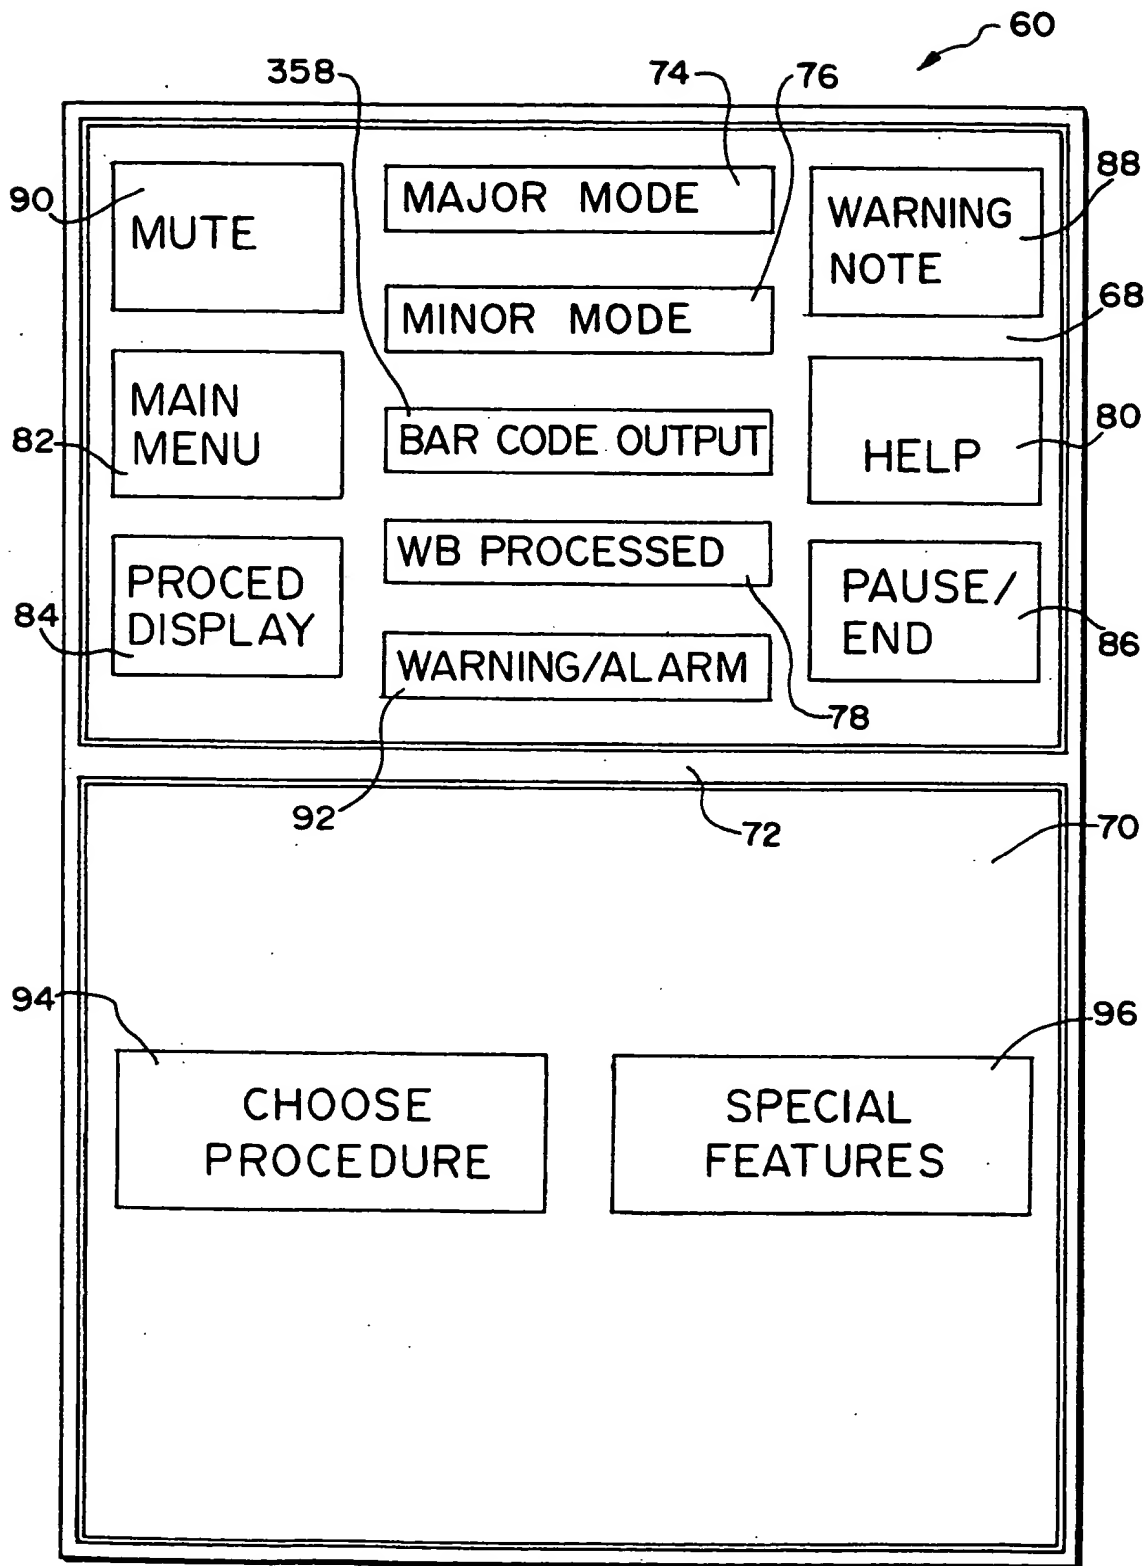 60
358
74
76
90
MUTE
MAJOR MODE
WARNING
NOTE
88
MINOR MODE
68
82
MAIN
MENU
BAR CODE OUTPUT
HELP
80
84
PROCED
DISPLAY
WB PROCESSED
PAUSE/
END
86
WARNING/ALARM
78
92
72
70
94
96
CHOOSE
PROCEDURE
SPECIAL
FEATURES